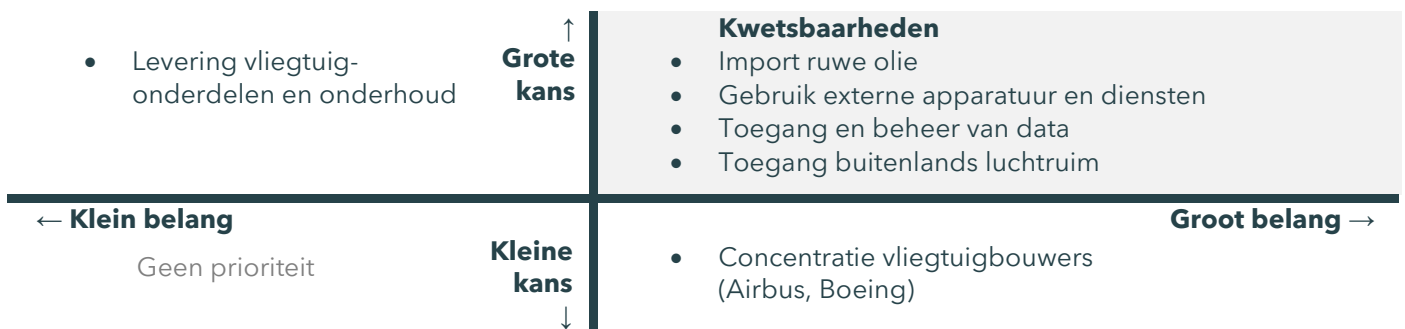 • Levering vliegtuig-
onderdelen en onderhoud
↑
Grote
kans
Kwetsbaarheden
• Import ruwe olie
• Gebruik externe apparatuur en diensten
• Toegang en beheer van data
• Toegang buitenlands luchtruim
← Klein belang
Groot belang →
Geen prioriteit
Kleine
kans
↓
• Concentratie vliegtuigbouwers
(Airbus, Boeing)